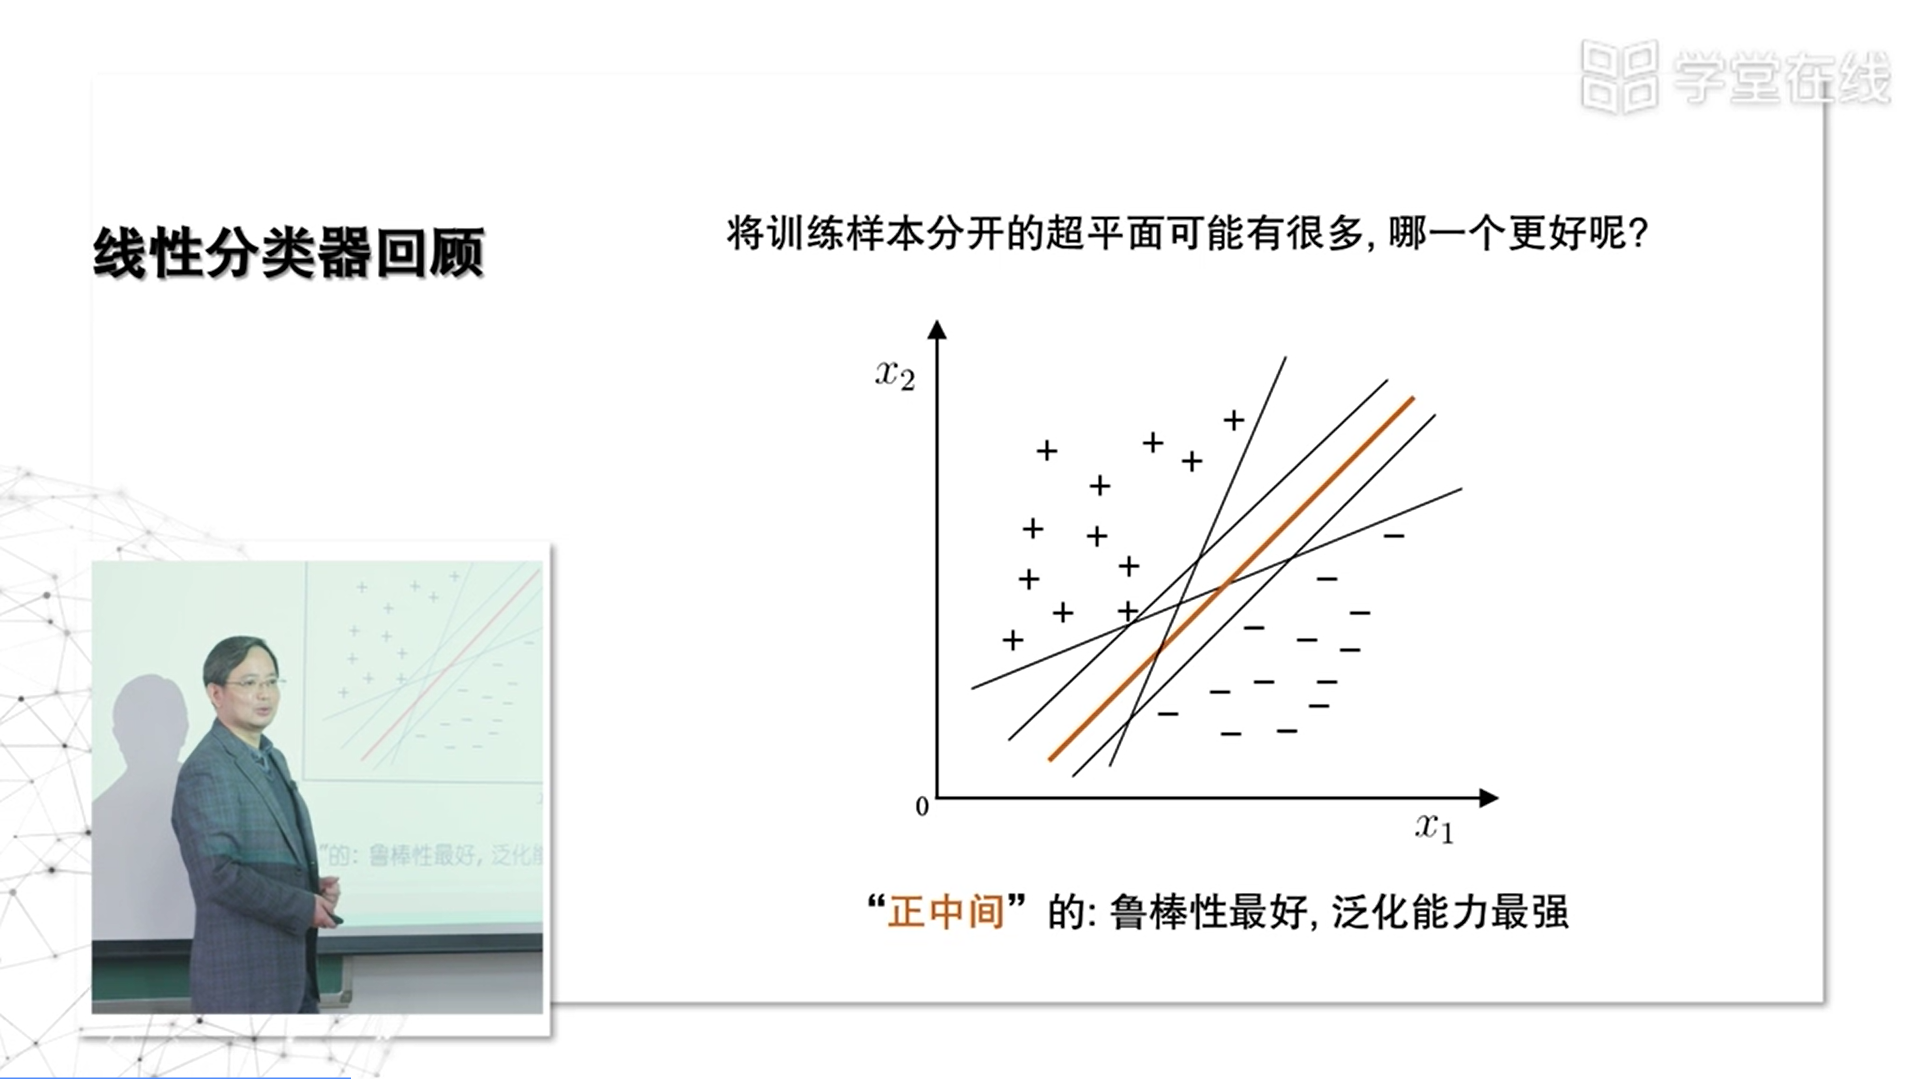 学堂在线
线性分类器回顾
将训练样本分开的超平面可能有很多, 哪一个更好呢?
x2
0
x1
“正中间”的: 鲁棒性最好, 泛化能力最强
”的: 鲁棒性最好, 泛化能